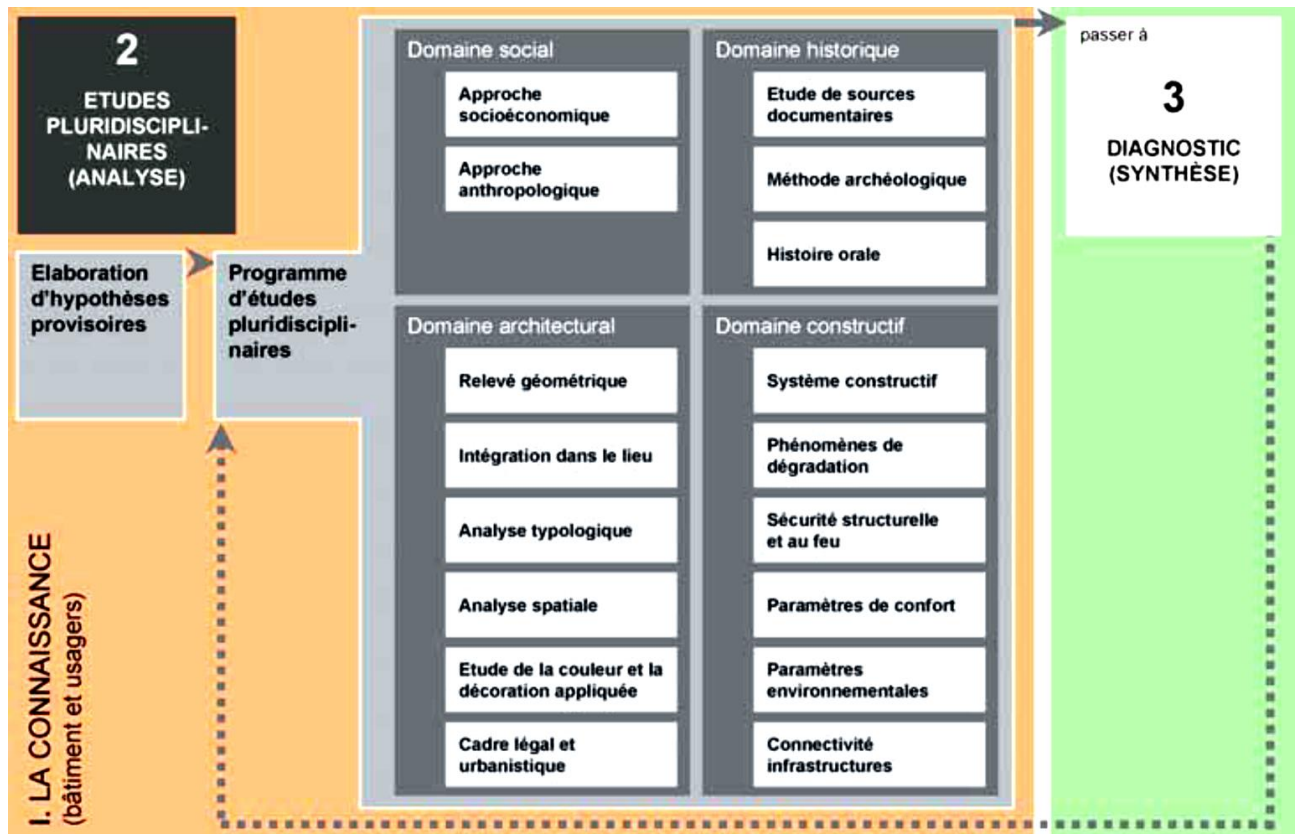 2
ETUDES
PLURIDISCIPLI-
NAIRES
(ANALYSE)
Elaboration
d'hypothèses
provisoires
Programme
d'études
pluridiscipli-
naires
Domaine social
Approche
socioéconomique
Approche
anthropologique
Domaine historique
Etude de sources
documentaires
Méthode archéologique
Histoire orale
Domaine architectural
Relevé géométrique
Intégration dans le lieu
Analyse typologique
Analyse spatiale
Etude de la couleur et la
décoration appliquée
Cadre légal et
urbanistique
Domaine constructif
Système constructif
Phénomènes de
dégradation
Sécurité structurelle
et au feu
Paramètres de confort
Paramètres
environnementales
Connectivité
infrastructures
passer à
3
DIAGNOSTIC
(SYNTHÈSE)
I. LA CONNAISSANCE
(bâtiment et usagers)